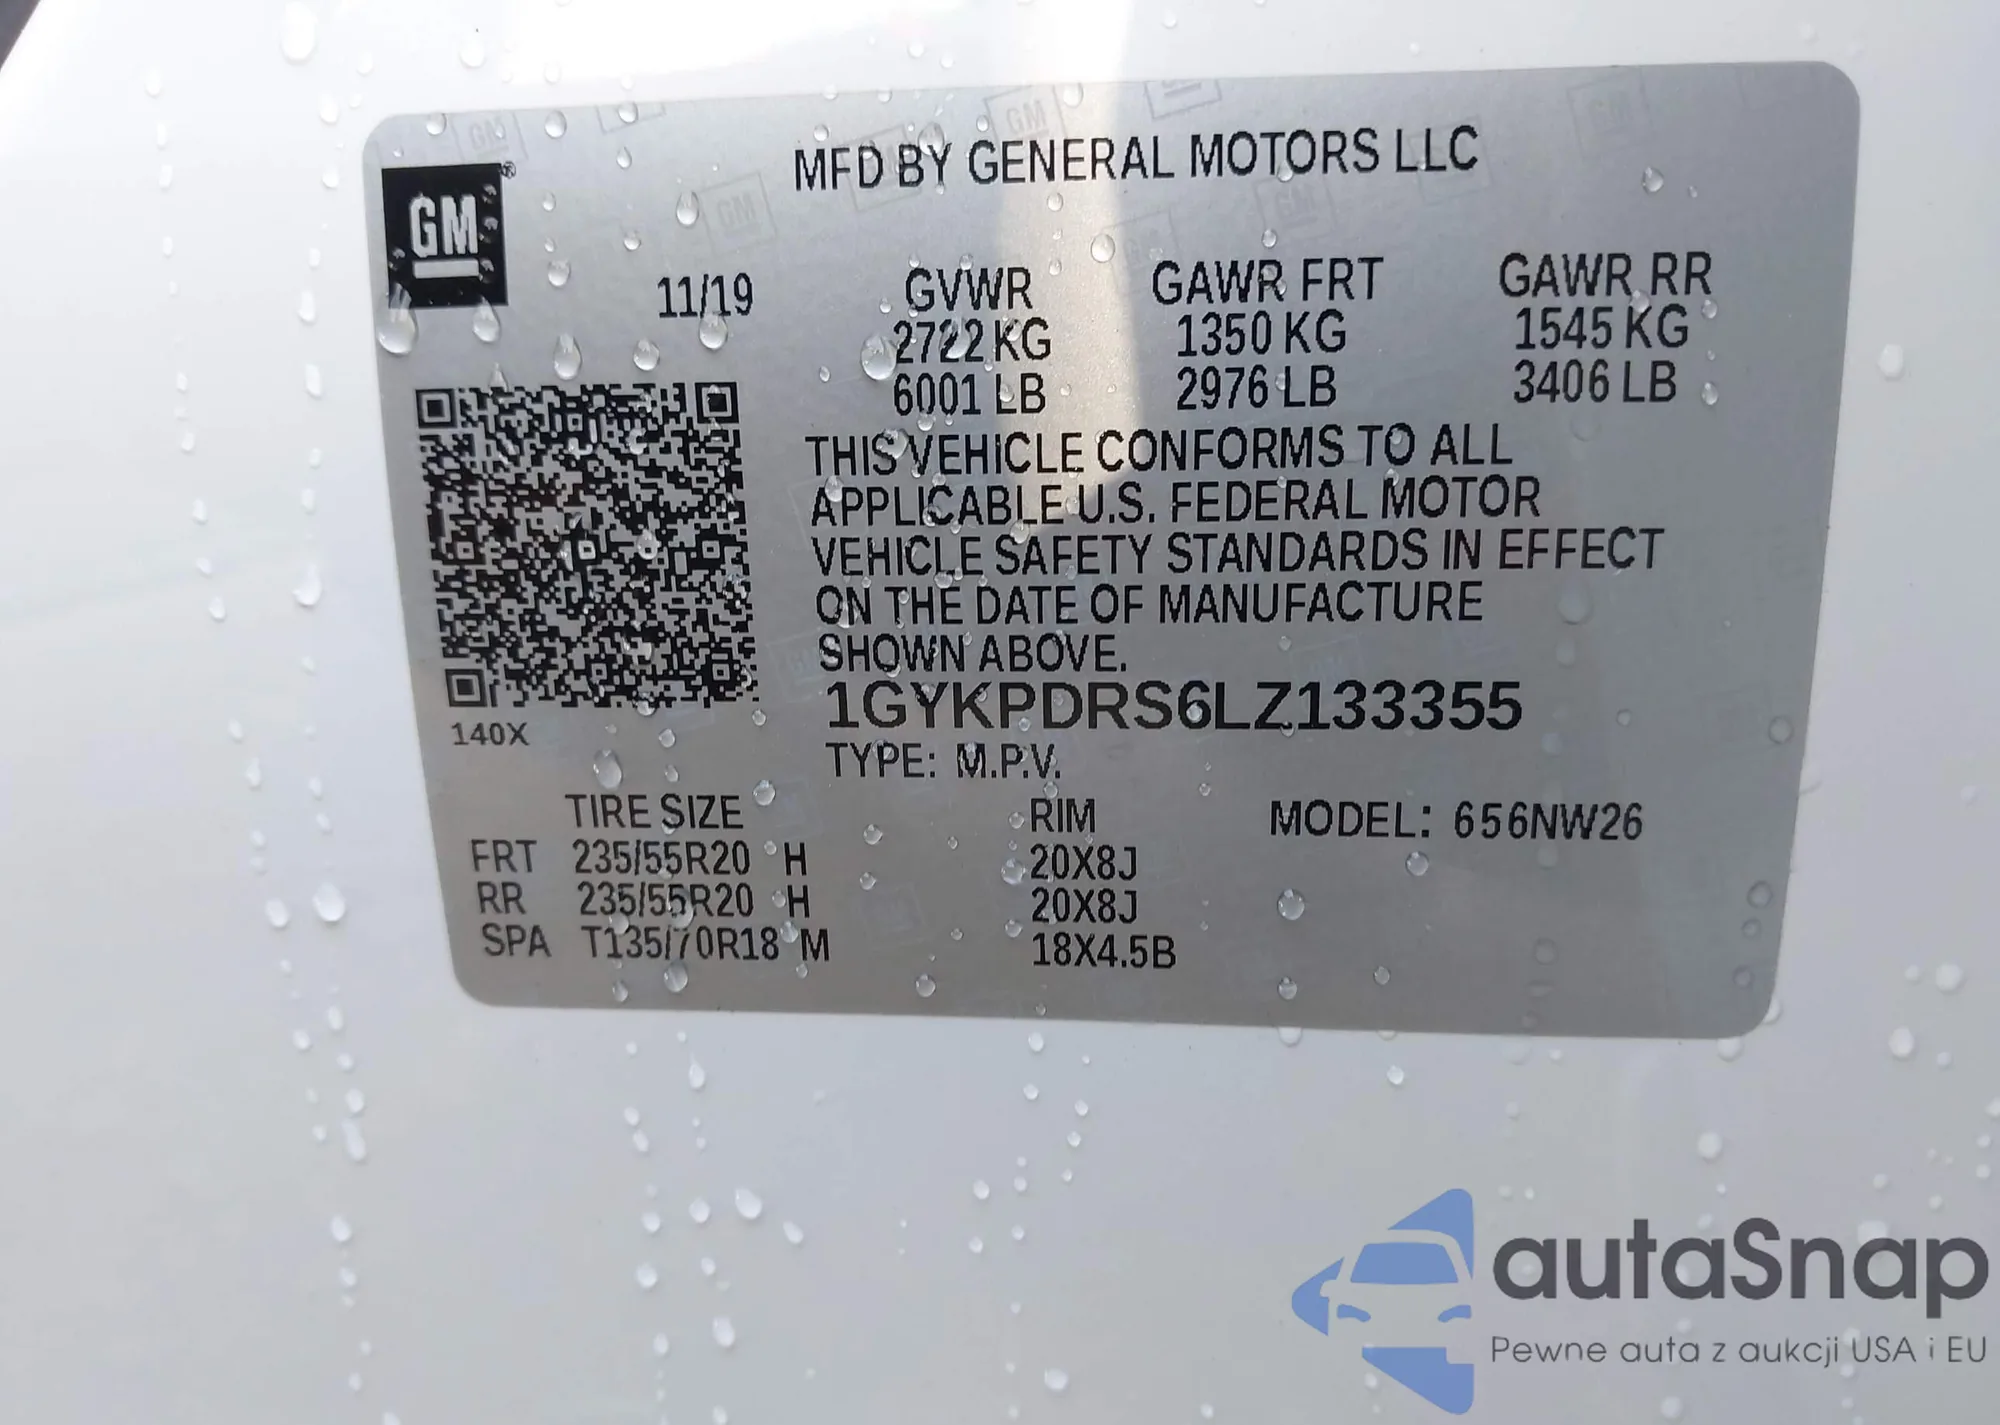 MFD BY GENERAL MOTORS LLC
GM®
11/19
GVWR GAWR FRT GAWR RR
2722 KG 1350 KG 1545 KG
6001 LB 2976 LB 3406 LB
THIS VEHICLE CONFORMS TO ALL
APPLICABLE U.S. FEDERAL MOTOR
VEHICLE SAFETY STANDARDS IN EFFECT
ON THE DATE OF MANUFACTURE
SHOWN ABOVE.
1GYKPDRS6LZ133355
140X
TYPE: M.P.V.
TIRE SIZE RIM MODEL: 656NW26
FRT 235/55R20 H 20X8J
RR 235/55R20 H 20X8J
SPA T135/70R18 M 18X4.5B
autaSnap
Pewne auta z aukcji USA i EU